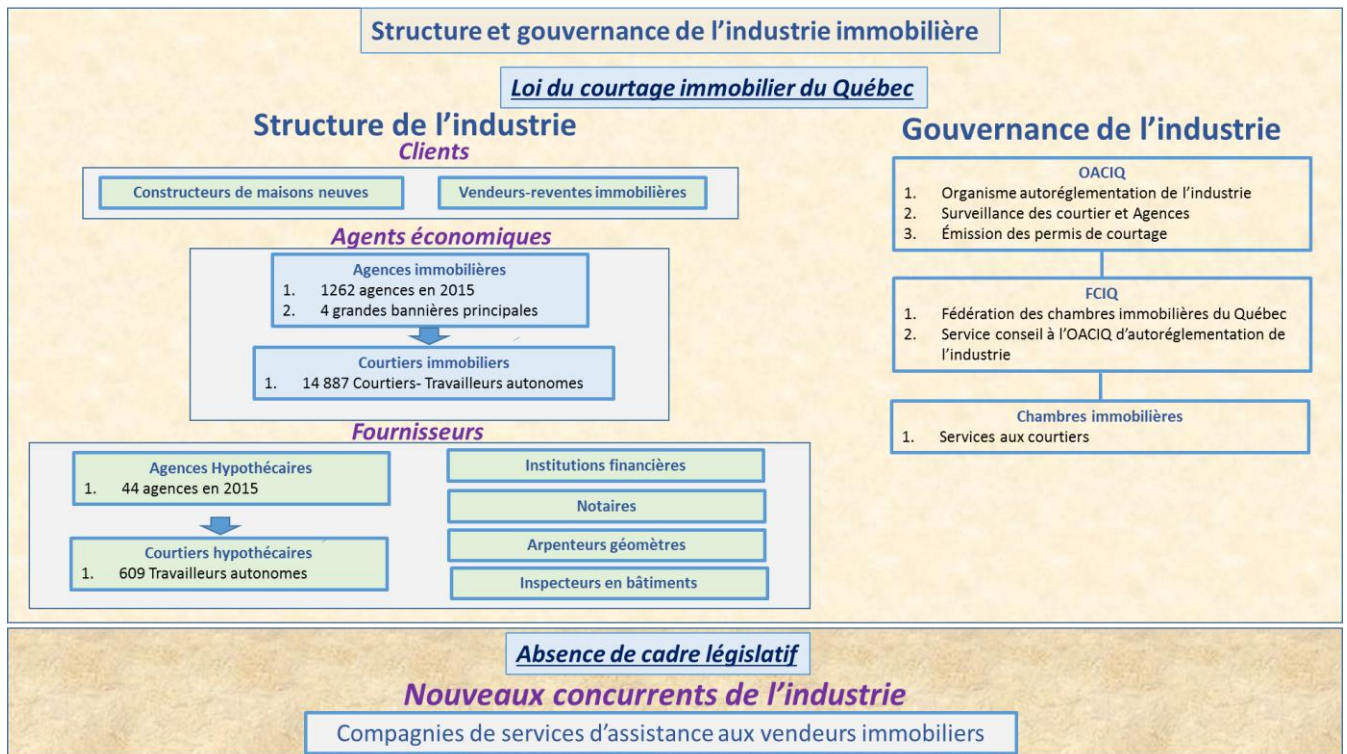 Structure et gouvernance de l'industrie immobilière
Loi du courtage immobilier du Québec
Structure de l'industrie
Clients
Constructeurs de maisons neuves
Vendeurs-reventes immobilières
Agents économiques
Agences immobilières
1. 1262 agences en 2015
2. 4 grandes bannières principales
Courtiers immobiliers
1. 14 887 Courtiers- Travailleurs autonomes
Fournisseurs
Agences Hypothécaires
1. 44 agences en 2015
Courtiers hypothécaires
1. 609 Travailleurs autonomes
Institutions financières
Notaires
Arpenteurs géomètres
Inspecteurs en bâtiments
Gouvernance de l'industrie
OACIQ
1. Organisme autoréglementation de l'industrie
2. Surveillance des courtier et Agences
3. Émission des permis de courtage
FCIQ
1. Fédération des chambres immobilières du Québec
2. Service conseil à l'OACIQ d'autoréglementation de
l'industrie
Chambres immobilières
1. Services aux courtiers
Absence de cadre législatif
Nouveaux concurrents de l'industrie
Compagnies de services d'assistance aux vendeurs immobiliers